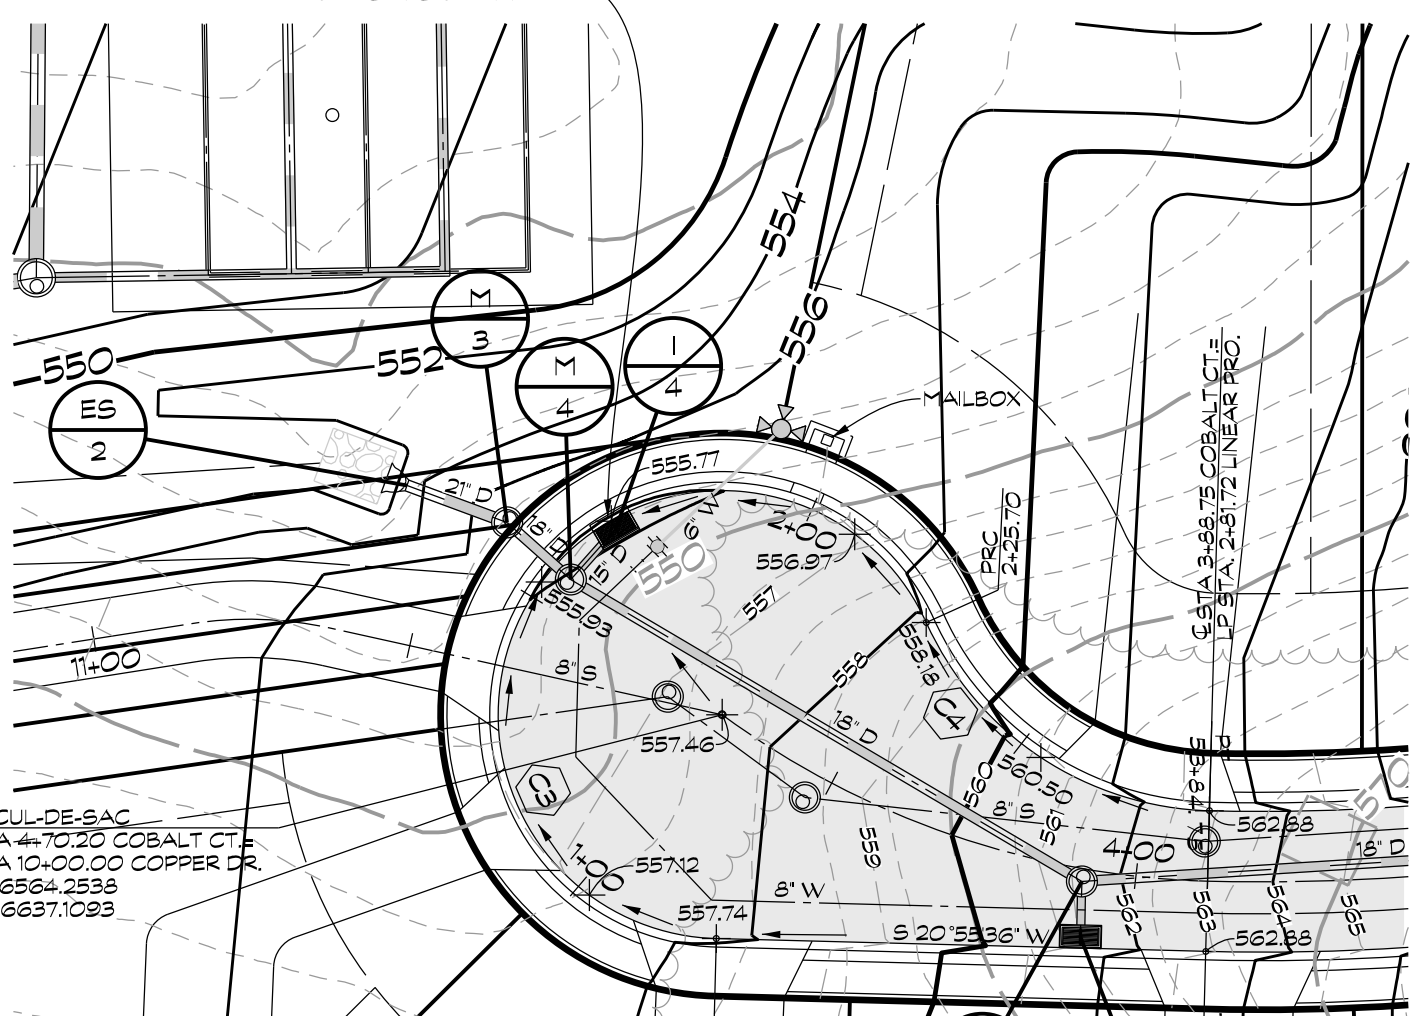 554
556
550
552
M
3
M
4
I
4
ES
2
MAILBOX
555.77
21" D
18" D
15" D
6" W
550
2+00
556.97
557
PRC
2+25.70
℄ STA 3+88.75 COBALT CT.=
LP STA. 2+81.72 LINEAR PRO.
555.93
558.18
558
11+00
8" S
C4
18" D
557.46
C3
560
560.50
8" S
561
562.88
570
CUL-DE-SAC
A 4+70.20 COBALT CT.=
A 10+00.00 COPPER DR.
6564.2538
6637.1093
1+00
557.12
559
4+00
18" D
8" W
557.74
S 20°55'36" W
562
563
564
565
562.88